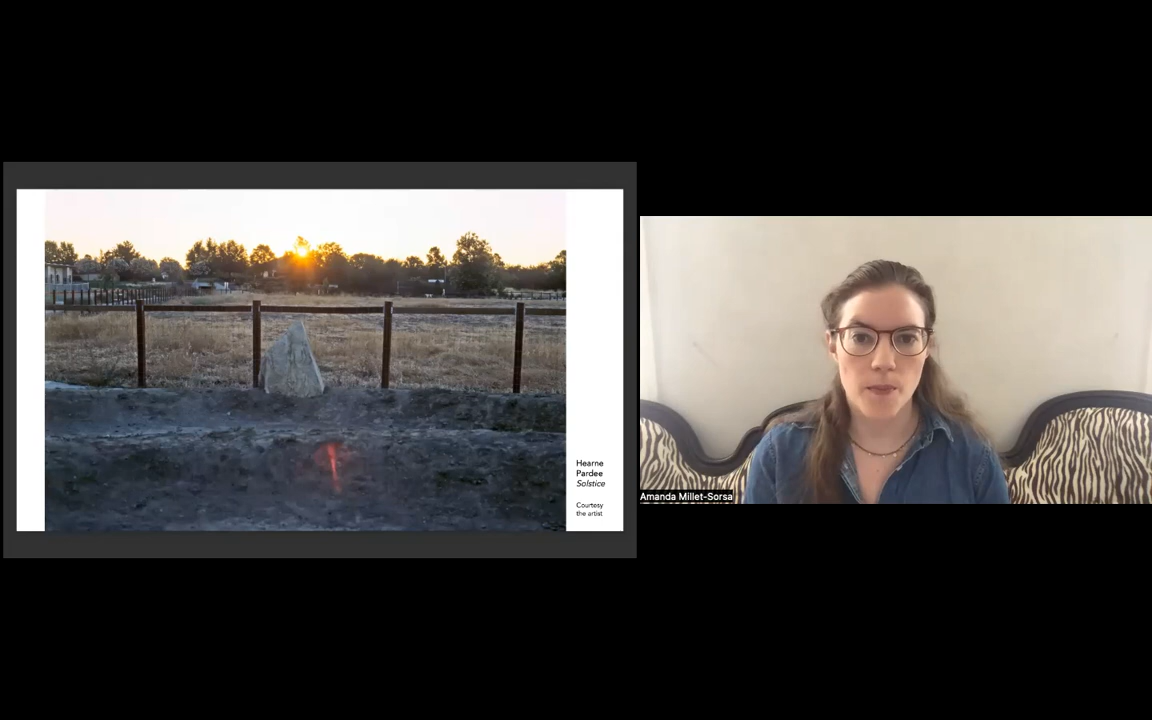 Hearne
Pardee
Solstice
Courtesy
the artist
Amanda Millet-Sorsa